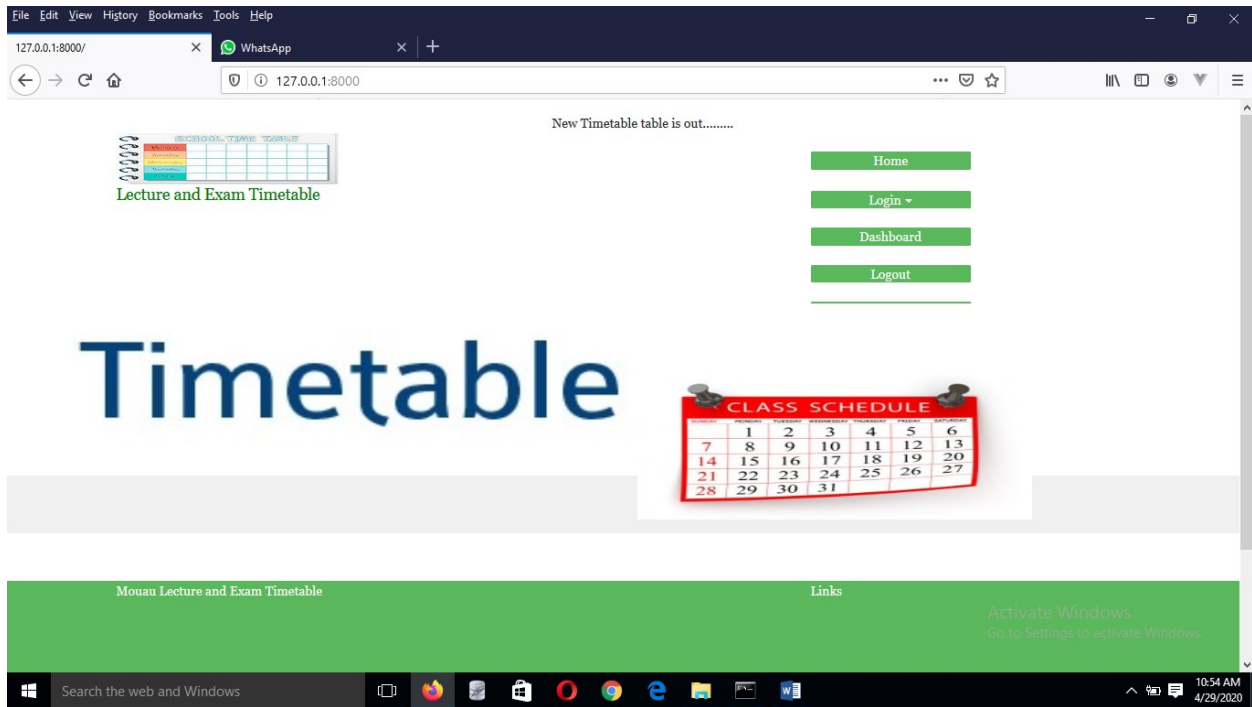 File Edit View History Bookmarks Tools Help
127.0.0.1:8000/
WhatsApp
127.0.0.1:8000
New Timetable table is out.........
SCHOOL TIME TABLE
Lecture and Exam Timetable
Home
Login
Dashboard
Logout
Timetable
CLASS SCHEDULE
SUNDAY MONDAY TUESDAY WEDNESDAY THURSDAY FRIDAY SATURDAY
1 2 3 4 5 6
7 8 9 10 11 12 13
14 15 16 17 18 19 20
21 22 23 24 25 26 27
28 29 30 31
Mouau Lecture and Exam Timetable
Links
Activate Windows
Go to Settings to activate Windows.
Search the web and Windows
10:54 AM
4/29/2020